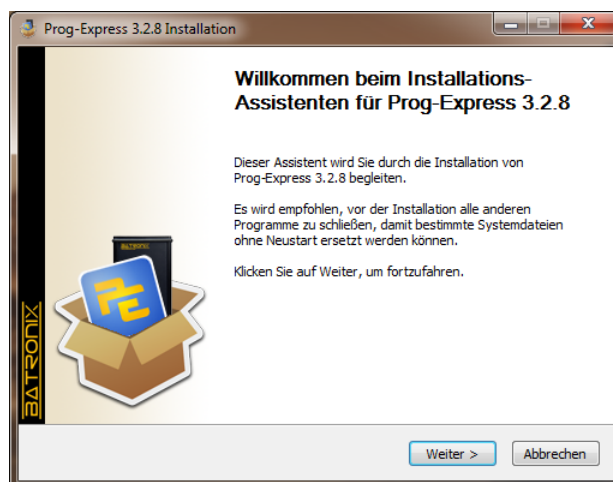 Prog-Express 3.2.8 Installation
Willkommen beim Installations-
Assistenten für Prog-Express 3.2.8
Dieser Assistent wird Sie durch die Installation von
Prog-Express 3.2.8 begleiten.
Es wird empfohlen, vor der Installation alle anderen
Programme zu schließen, damit bestimmte Systemdateien
ohne Neustart ersetzt werden können.
Klicken Sie auf Weiter, um fortzufahren.
BATRONIX
PE
BATRONIX
Weiter >
Abbrechen